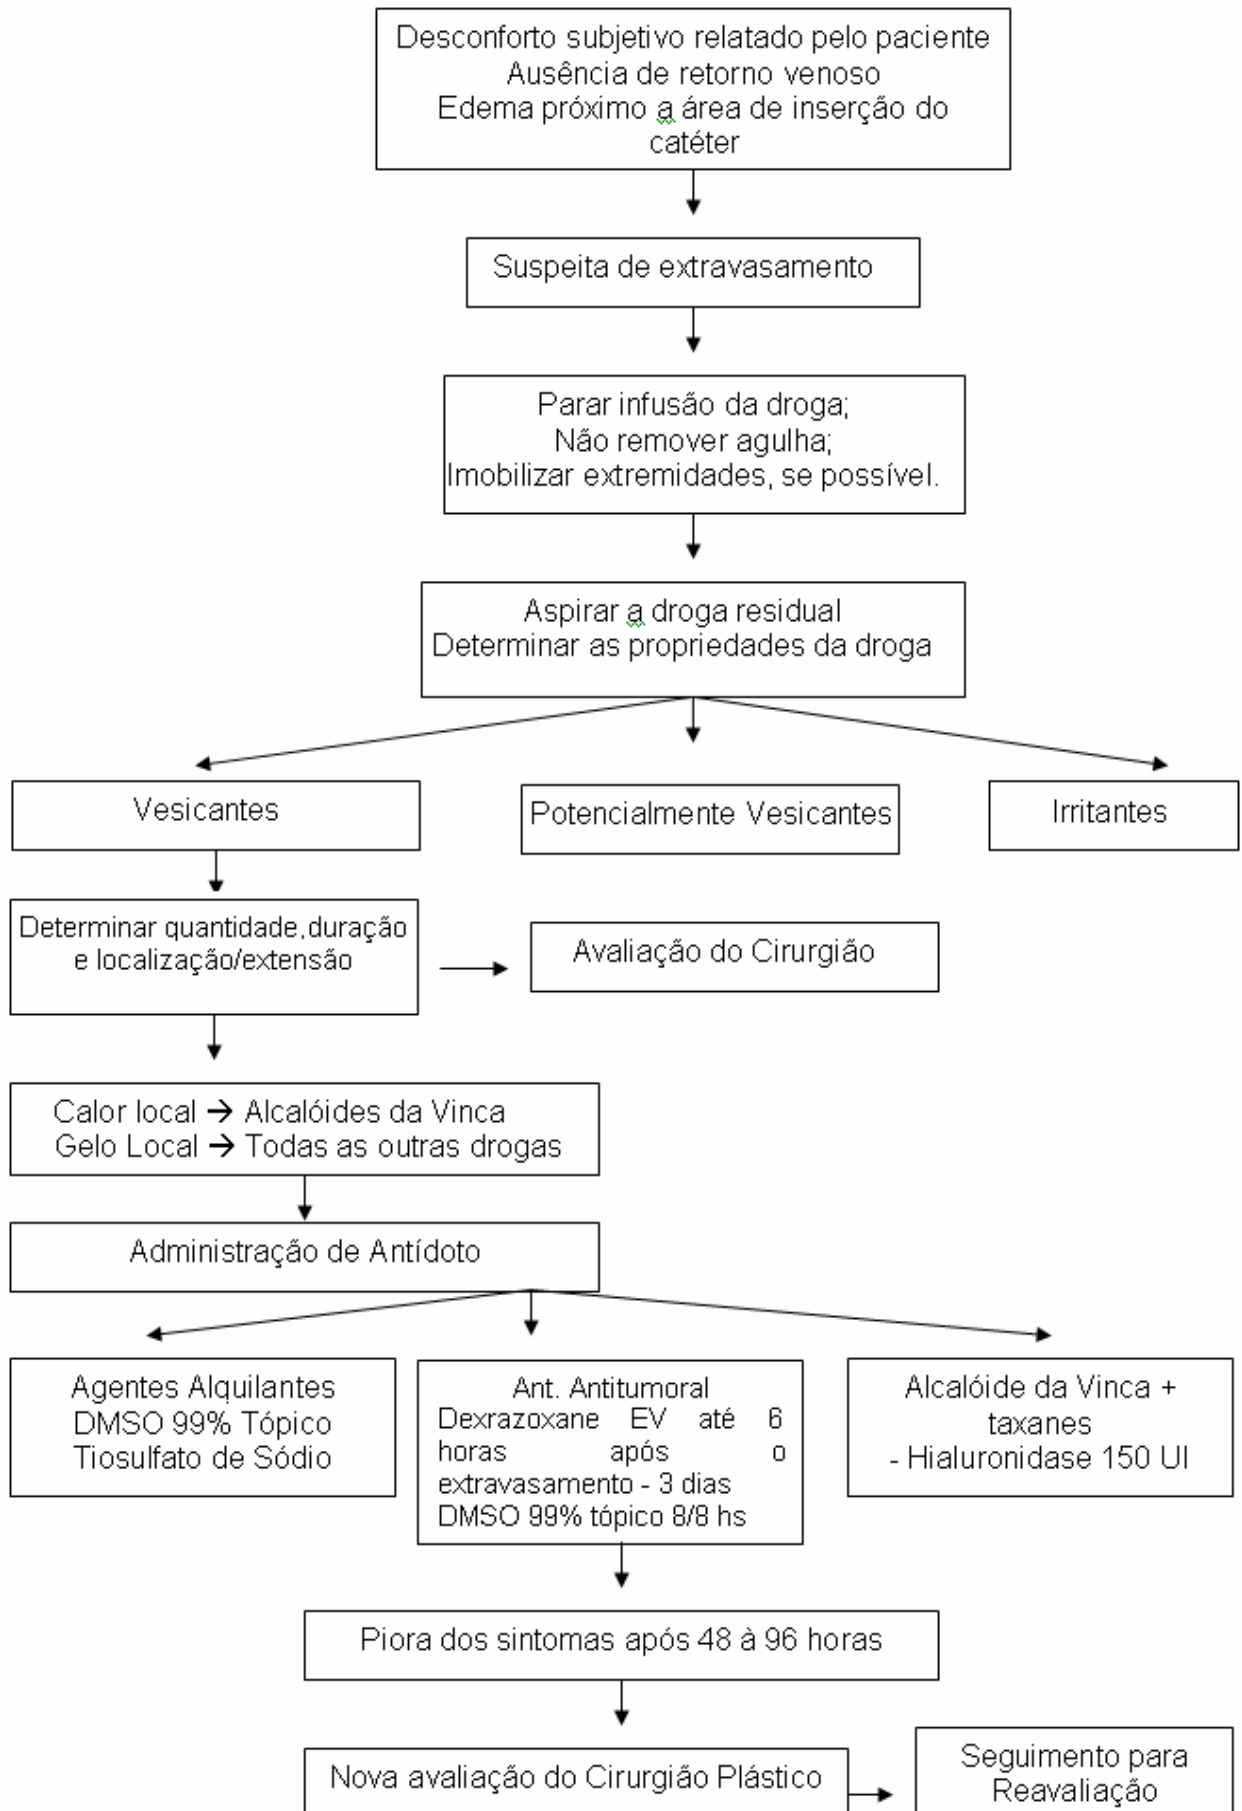 Desconforto subjetivo relatado pelo paciente
Ausência de retorno venoso
Edema próximo a área de inserção do
catéter
Suspeita de extravasamento
Parar infusão da droga;
Não remover agulha;
Imobilizar extremidades, se possível.
Aspirar a droga residual
Determinar as propriedades da droga
Vesicantes
Potencialmente Vesicantes
Irritantes
Determinar quantidade,duração
e localização/extensão
Avaliação do Cirurgião
Calor local → Alcalóides da Vinca
Gelo Local → Todas as outras drogas
Administração de Antídoto
Agentes Alquilantes
DMSO 99% Tópico
Tiosulfato de Sódio
Ant. Antitumoral
Dexrazoxane EV até 6
horas após o
extravasamento - 3 dias
DMSO 99% tópico 8/8 hs
Alcalóide da Vinca +
taxanes
- Hialuronidase 150 UI
Piora dos sintomas após 48 à 96 horas
Nova avaliação do Cirurgião Plástico
Seguimento para
Reavaliação